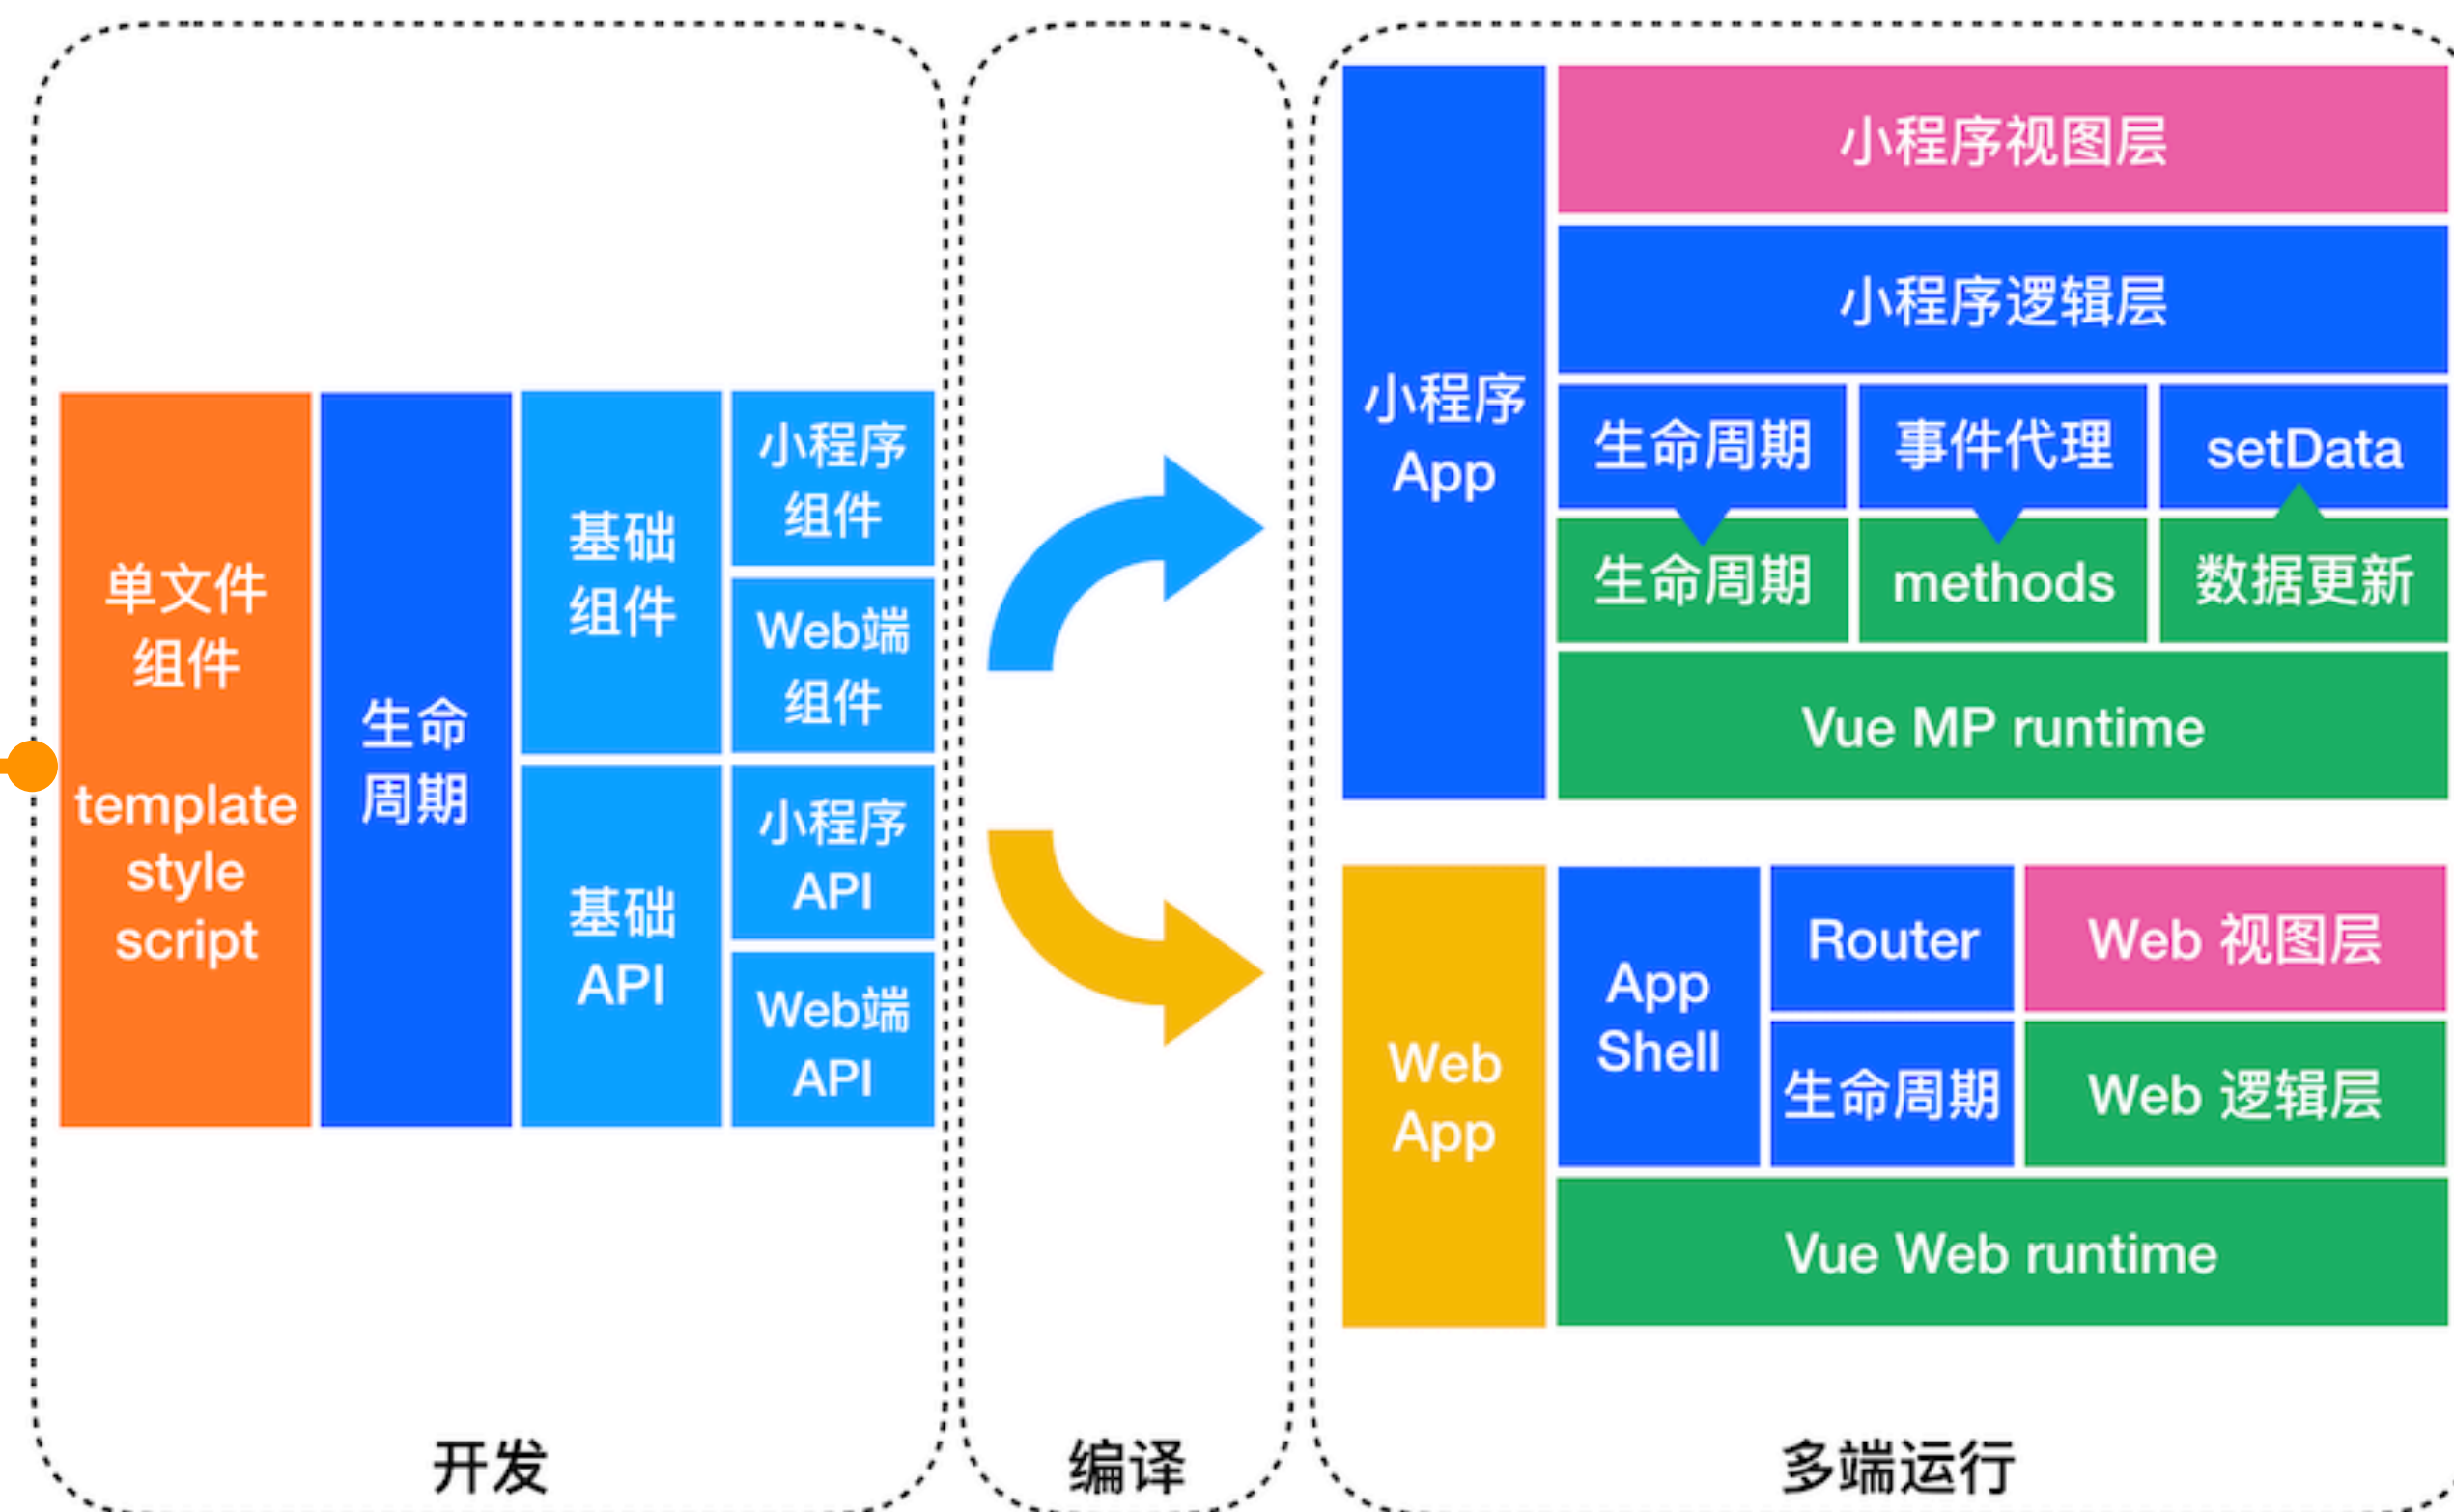 单文件
组件
template
style
script
生命
周期
基础
组件
小程序
组件
Web端
组件
基础
API
小程序
API
Web端
API
开发
编译
小程序
App
小程序视图层
小程序逻辑层
生命周期
事件代理
setData
生命周期
methods
数据更新
Vue MP runtime
Web
App
App
Shell
Router
Web 视图层
生命周期
Web 逻辑层
Vue Web runtime
多端运行